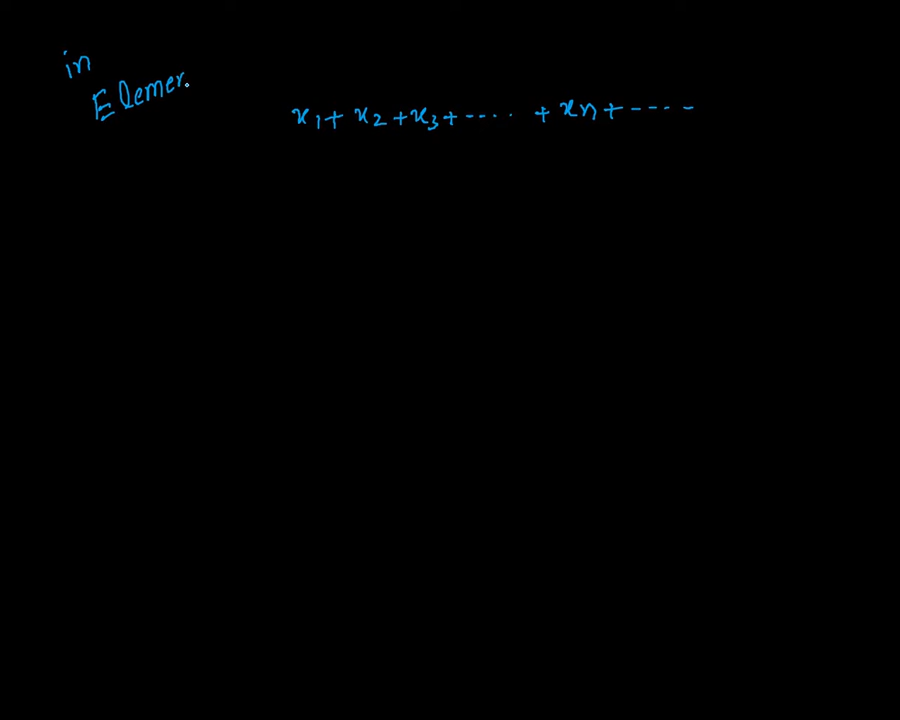 in
Elemer
x₁ + x₂ + x₃ + .... + xn + ----